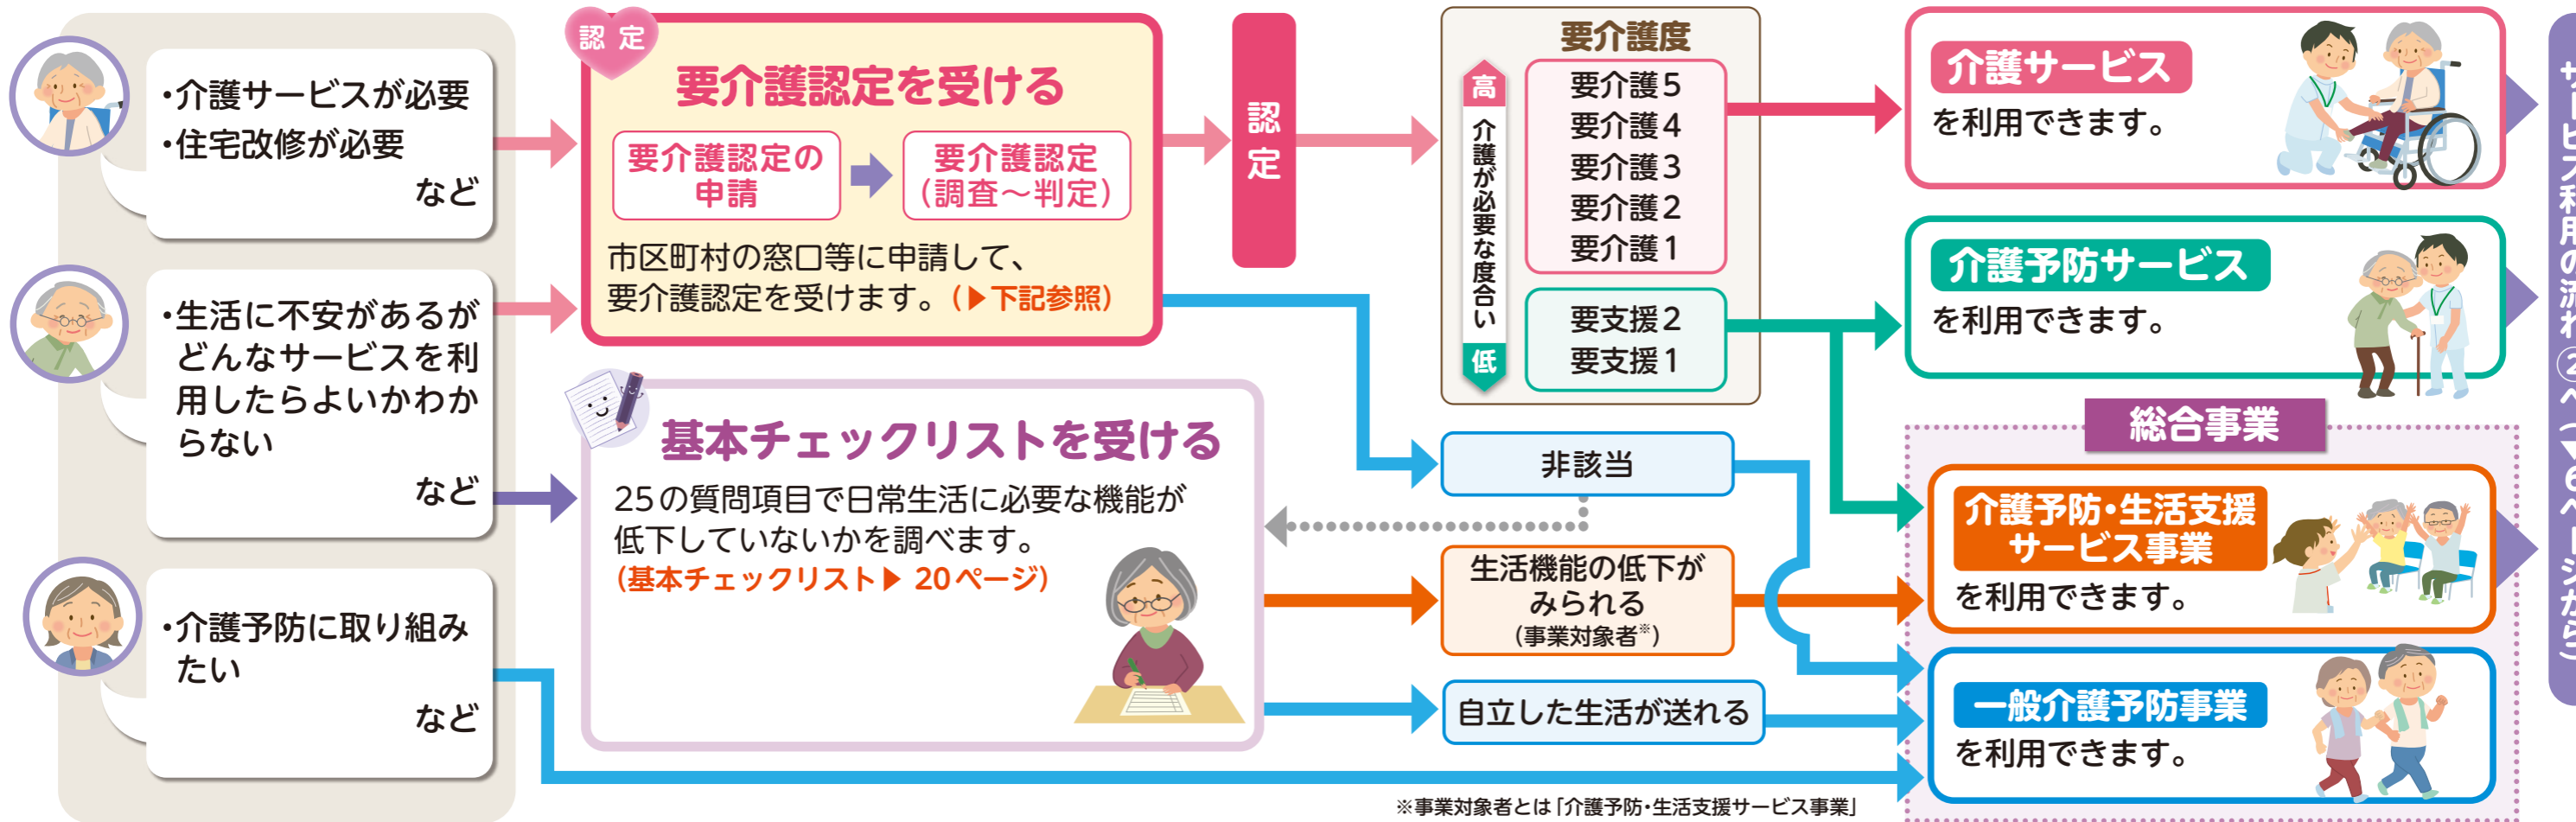 ・介護サービスが必要
・住宅改修が必要
など
・生活に不安があるが
どんなサービスを利
用したらよいかわか
らない
など
・介護予防に取り組み
たい
など
認定
要介護認定を受ける
要介護認定の
申請
要介護認定
（調査〜判定）
市区町村の窓口等に申請して、
要介護認定を受けます。（▶下記参照）
基本チェックリストを受ける
25の質問項目で日常生活に必要な機能が
低下していないかを調べます。
（基本チェックリスト▶ 20ページ）
認定
要介護度
高
介護が必要な度合い
低
要介護5
要介護4
要介護3
要介護2
要介護1
要支援2
要支援1
非該当
生活機能の低下が
みられる
（事業対象者※）
自立した生活が送れる
介護サービス
を利用できます。
介護予防サービス
を利用できます。
総合事業
介護予防・生活支援
サービス事業
を利用できます。
一般介護予防事業
を利用できます。
※事業対象者とは「介護予防・生活支援サービス事業」
サービス利用の流れ②へ（▼6ページから）